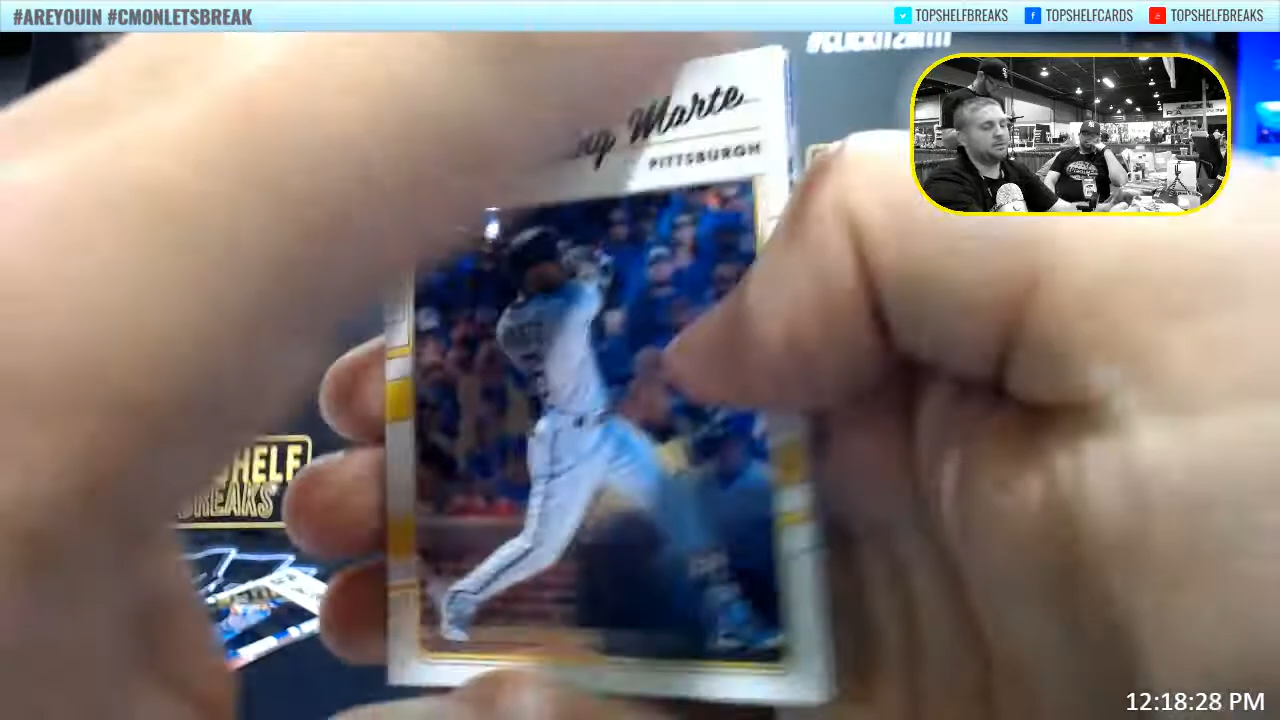 #AREYOUIN #CMONLETSBREAK
TOPSHELFBREAKS
TOPSHELFCARDS
TOPSHELFBREAKS
Marte
PITTSBURGH
SHELF
BREAKS
12:18:28 PM